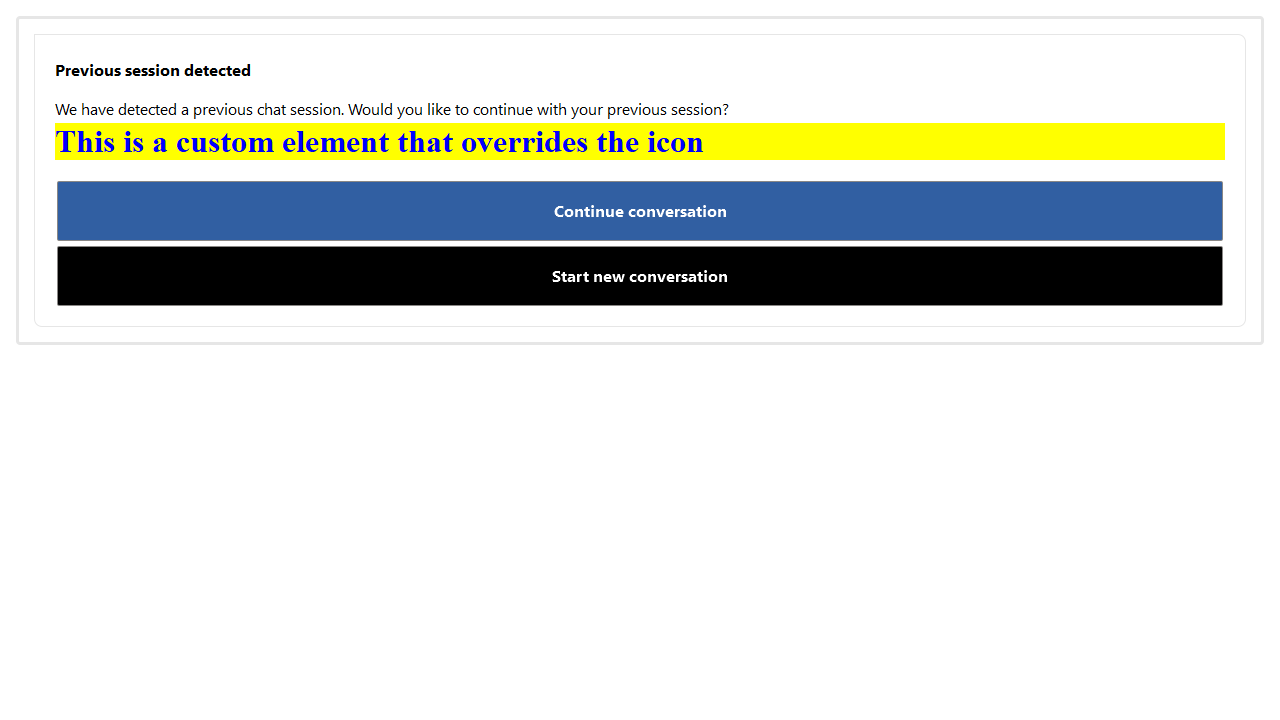 Previous session detected
We have detected a previous chat session. Would you like to continue with your previous session?
This is a custom element that overrides the icon
Continue conversation
Start new conversation